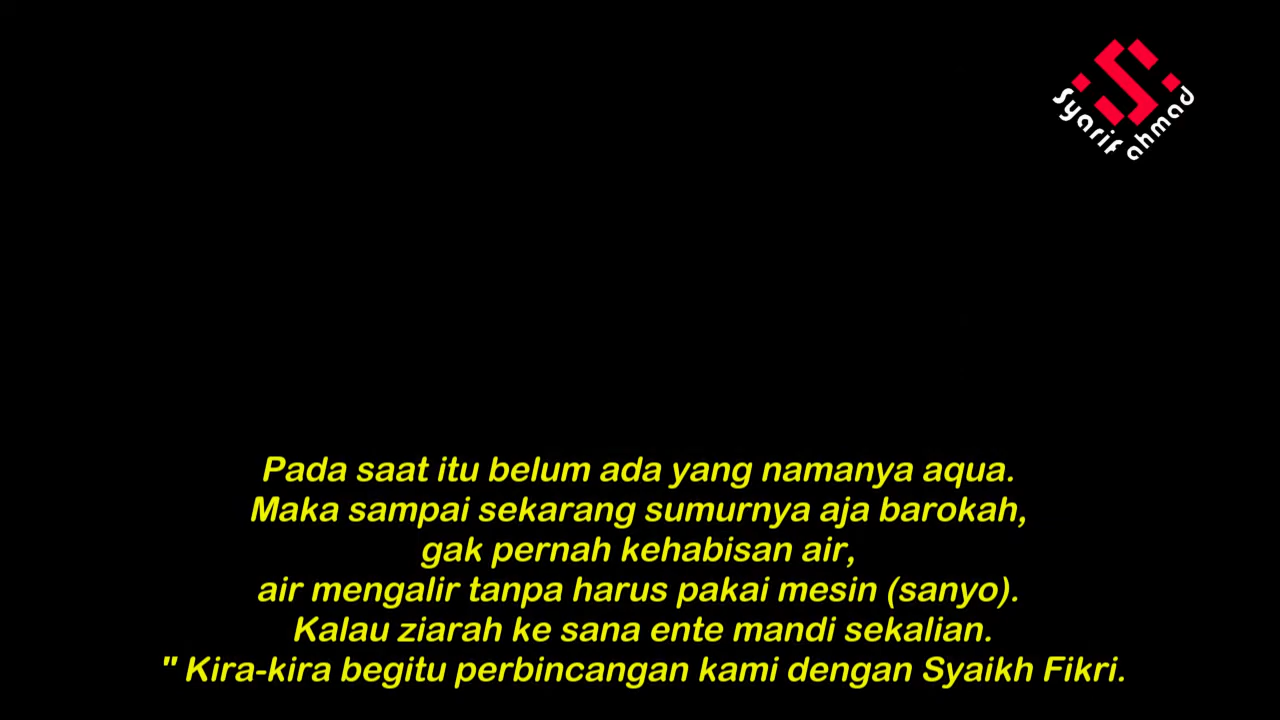 Syarif ahmad
Pada saat itu belum ada yang namanya aqua.
Maka sampai sekarang sumurnya aja barokah,
gak pernah kehabisan air,
air mengalir tanpa harus pakai mesin (sanyo).
Kalau ziarah ke sana ente mandi sekalian.
" Kira-kira begitu perbincangan kami dengan Syaikh Fikri.